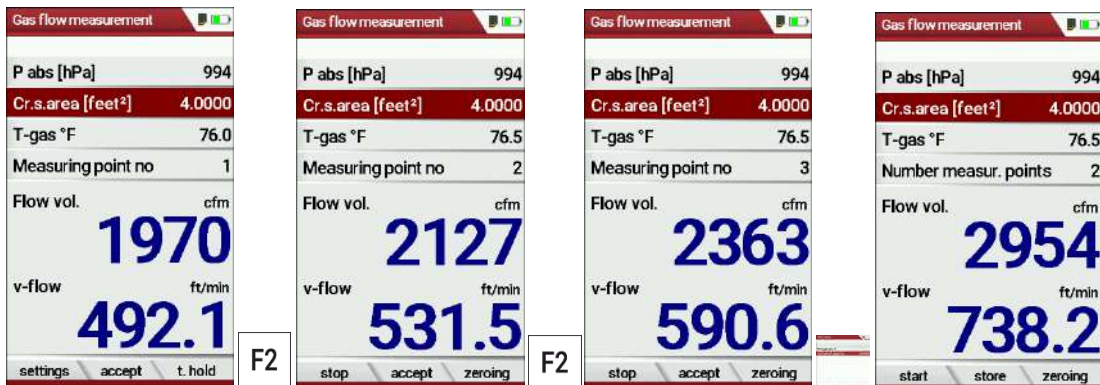 Gas flow measurement
P abs [hPa] 994
Cr.s.area [feet²] 4.0000
T-gas °F 76.0
Measuring point no 1
Flow vol. cfm
1970
v-flow ft/min
492.1
settings accept t. hold
F2
Gas flow measurement
P abs [hPa] 994
Cr.s.area [feet²] 4.0000
T-gas °F 76.5
Measuring point no 2
Flow vol. cfm
2127
v-flow ft/min
531.5
stop accept zeroing
F2
Gas flow measurement
P abs [hPa] 994
Cr.s.area [feet²] 4.0000
T-gas °F 76.5
Measuring point no 3
Flow vol. cfm
2363
v-flow ft/min
590.6
stop accept zeroing
Gas flow measurement
P abs [hPa] 994
Cr.s.area [feet²] 4.0000
T-gas °F 76.5
Number measur. points 2
Flow vol. cfm
2954
v-flow ft/min
738.2
start store zeroing